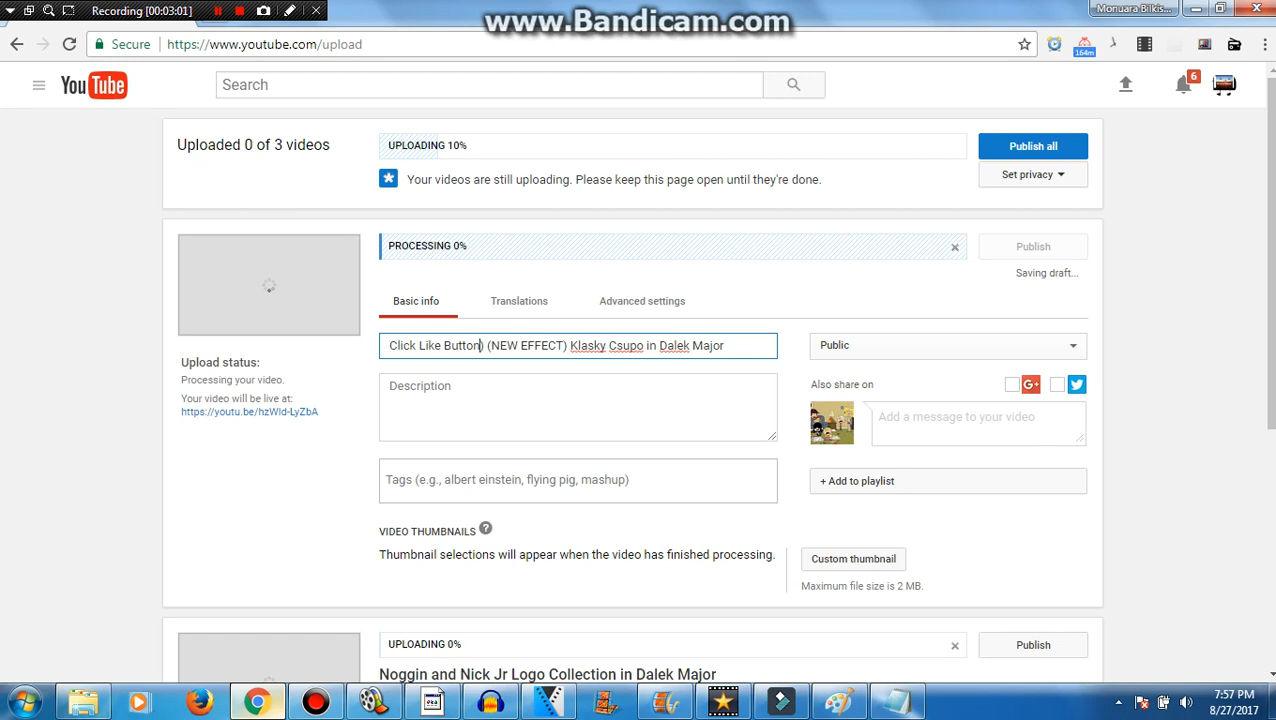 Recording [00:03:01]
www.Bandicam.com
Monuara Bilkis...
Secure
https://www.youtube.com/upload
164m
YouTube
Search
6
Uploaded 0 of 3 videos
UPLOADING 10%
Publish all
Your videos are still uploading. Please keep this page open until they're done.
Set privacy
PROCESSING 0%
Publish
Saving draft...
Basic info
Translations
Advanced settings
Click Like Button) (NEW EFFECT) Klasky Csupo in Dalek Major
Public
Upload status:
Processing your video.
Your video will be live at:
https://youtu.be/hzWld-LyZbA
Description
Also share on
G+
Add a message to your video
Tags (e.g., albert einstein, flying pig, mashup)
+ Add to playlist
VIDEO THUMBNAILS ?
Thumbnail selections will appear when the video has finished processing.
Custom thumbnail
Maximum file size is 2 MB.
UPLOADING 0%
Publish
Noggin and Nick Jr Logo Collection in Dalek Major
7:57 PM
8/27/2017